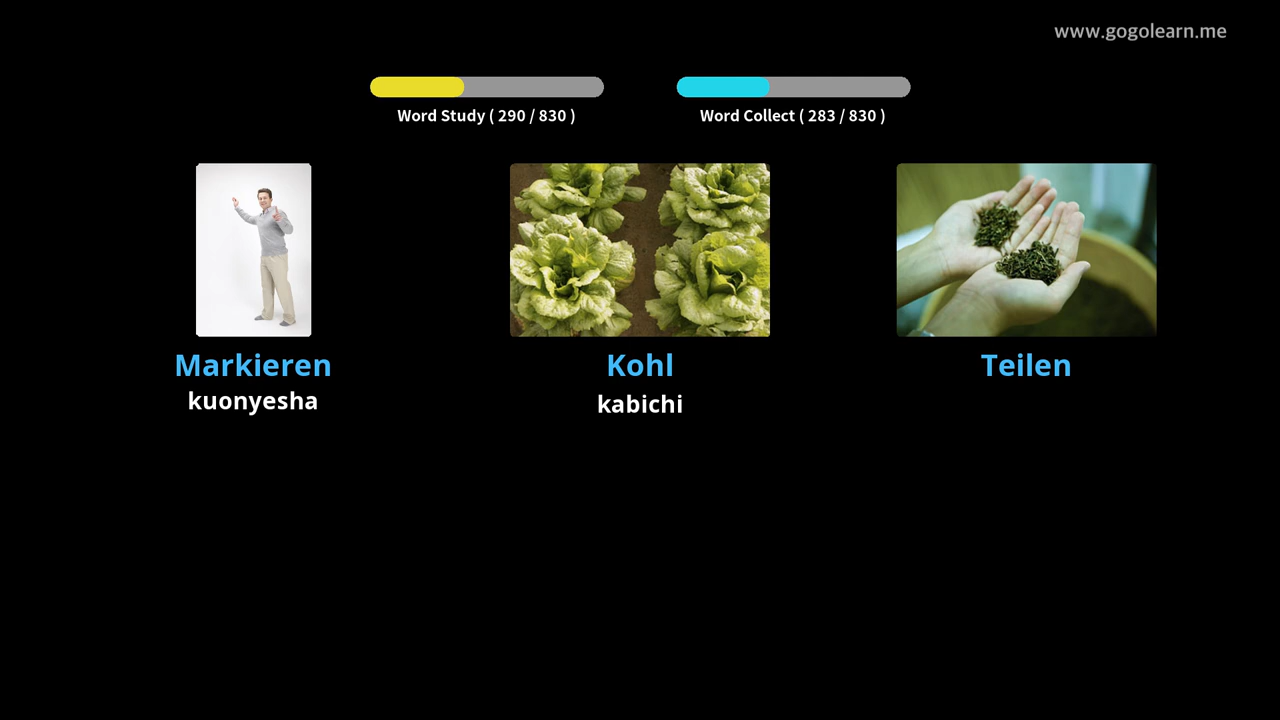 www.gogolearn.me
Word Study ( 290 / 830 )
Word Collect ( 283 / 830 )
Markieren
kuonyesha
Kohl
kabichi
Teilen